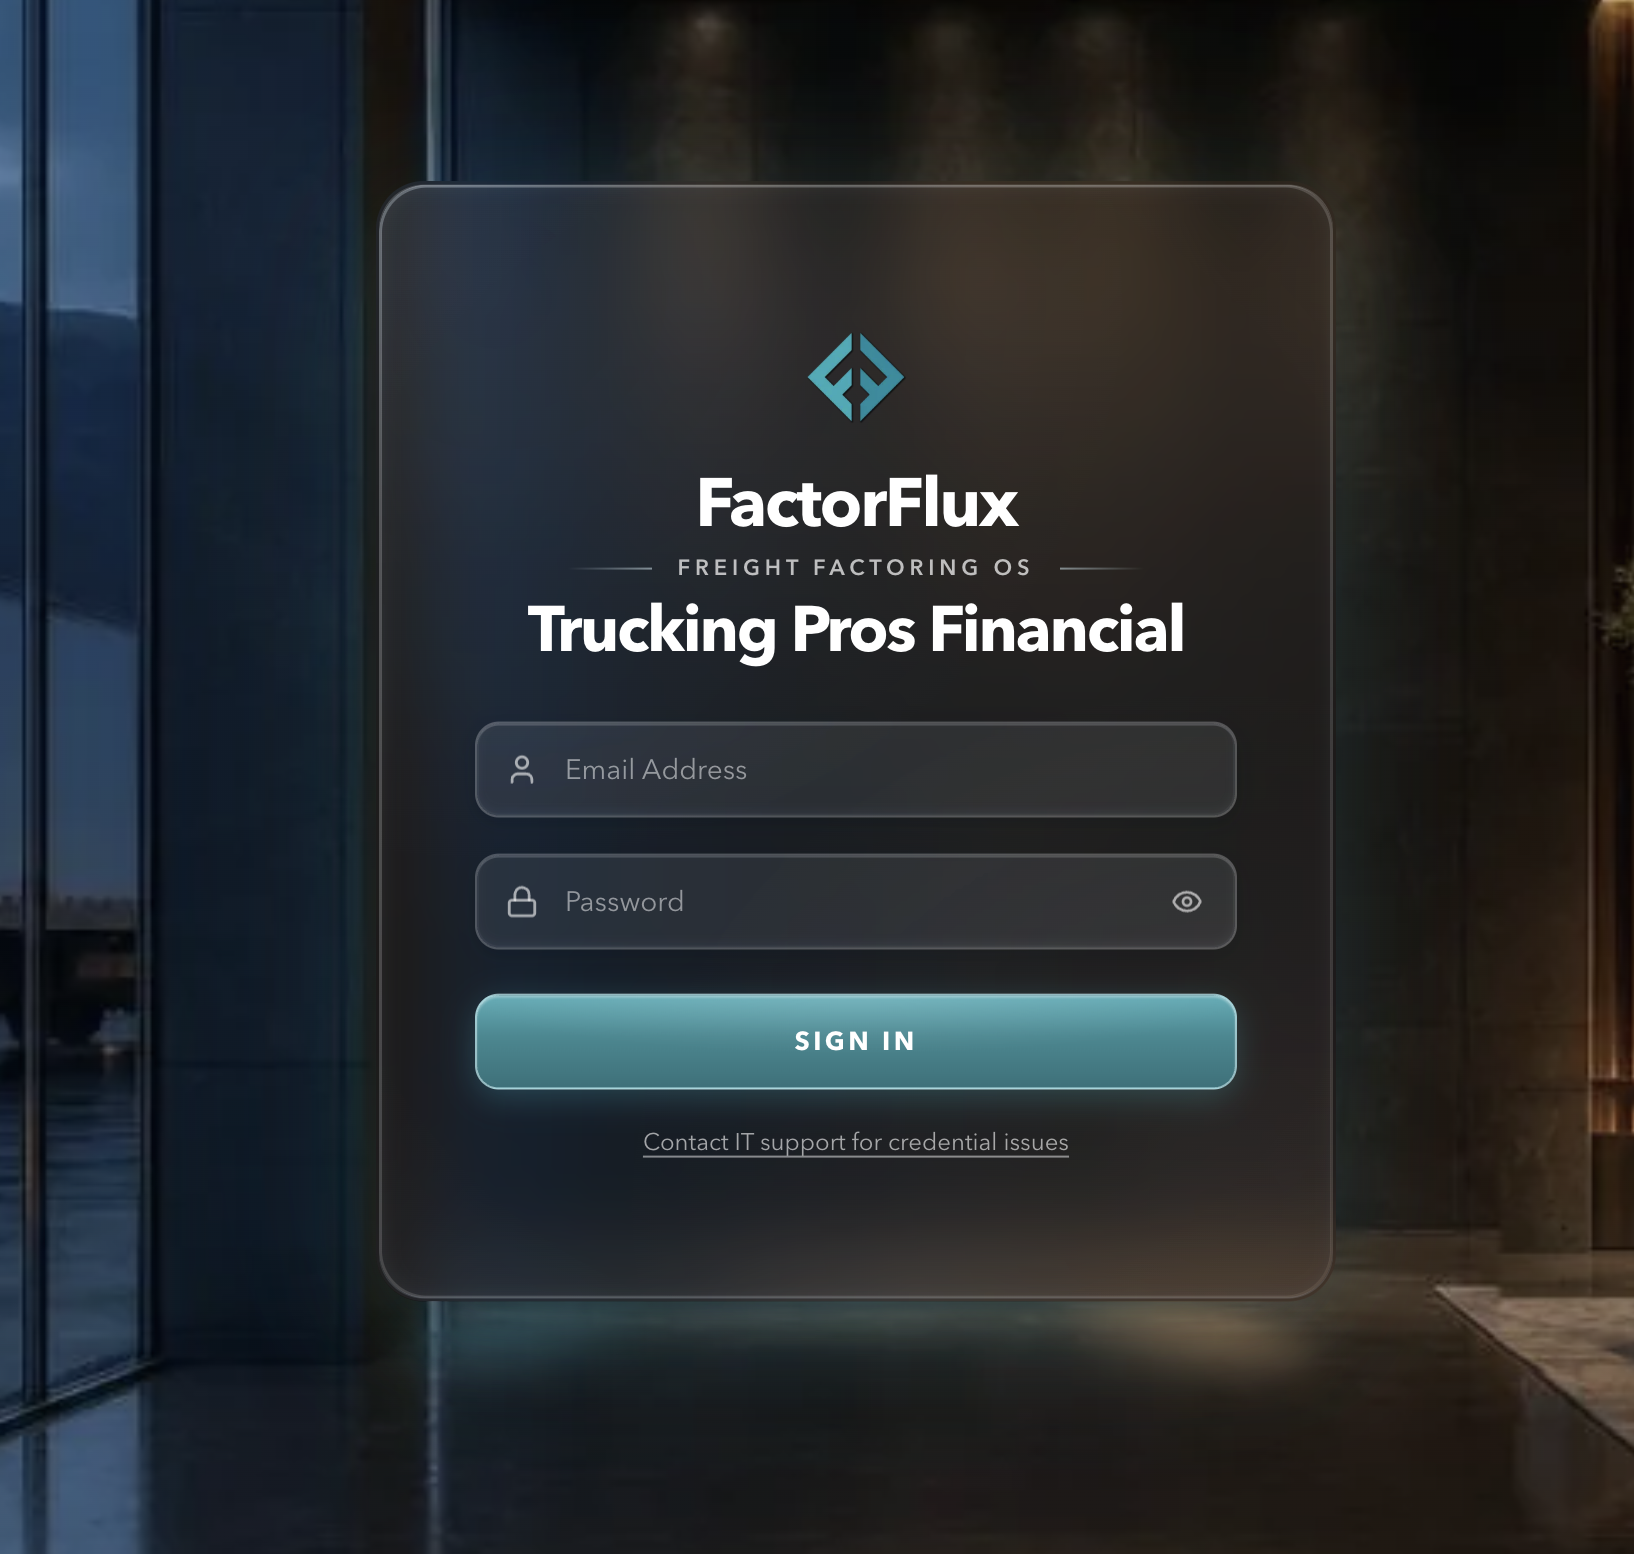 FactorFlux
FREIGHT FACTORING OS
Trucking Pros Financial
Email Address
Password
SIGN IN
Contact IT support for credential issues